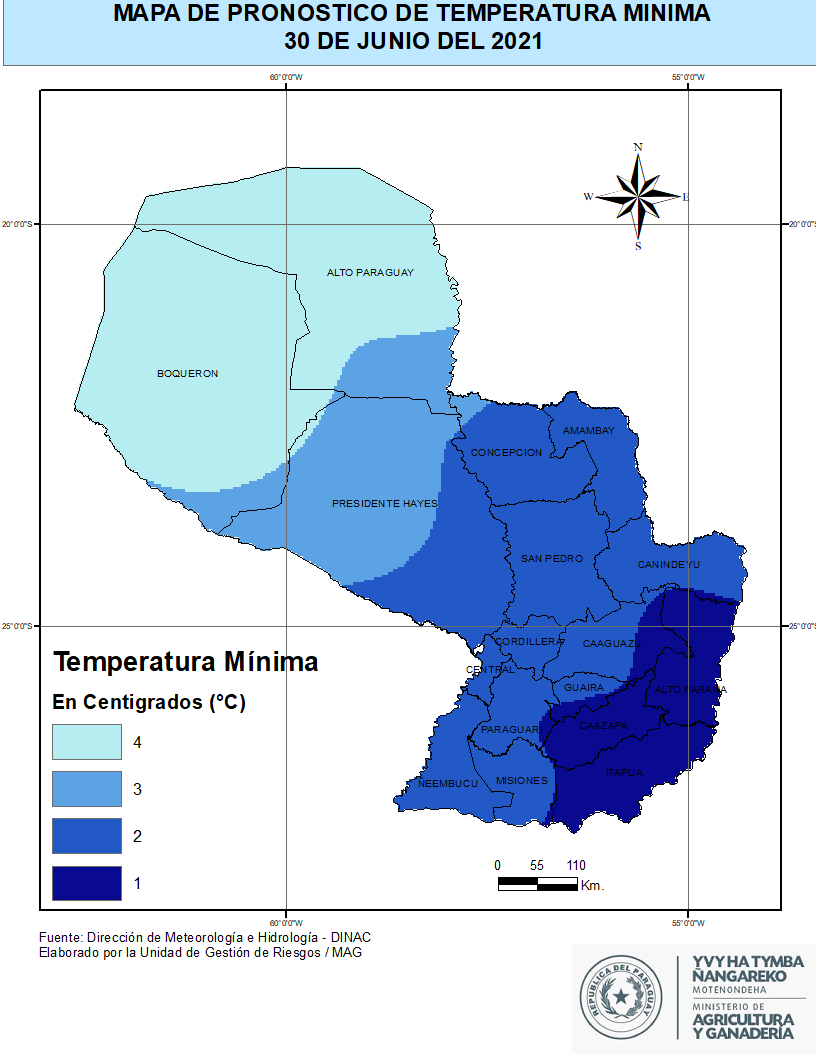 MAPA DE PRONOSTICO DE TEMPERATURA MINIMA
30 DE JUNIO DEL 2021
60°0'0"W
55°0'0"W
N
W
E
S
20°0'0"S
20°0'0"S
ALTO PARAGUAY
BOQUERON
AMAMBAY
CONCEPCION
PRESIDENTE HAYES
SAN PEDRO
CANINDEYU
25°0'0"S
25°0'0"S
CORDILLERA
CAAGUAZU
CENTRAL
GUAIRA
ALTO PARANA
CAAZAPA
PARAGUARI
ITAPUA
MISIONES
ÑEEMBUCU
Temperatura Mínima
En Centigrados (°C)
4
3
2
1
0 55 110
Km.
60°0'0"W
55°0'0"W
Fuente: Dirección de Meteorología e Hidrología - DINAC
Elaborado por la Unidad de Gestión de Riesgos / MAG
REPUBLICA DEL PARAGUAY
YVY HA TYMBA
ÑANGAREKO
MOTENONDEHA
MINISTERIO DE
AGRICULTURA
Y GANADERÍA